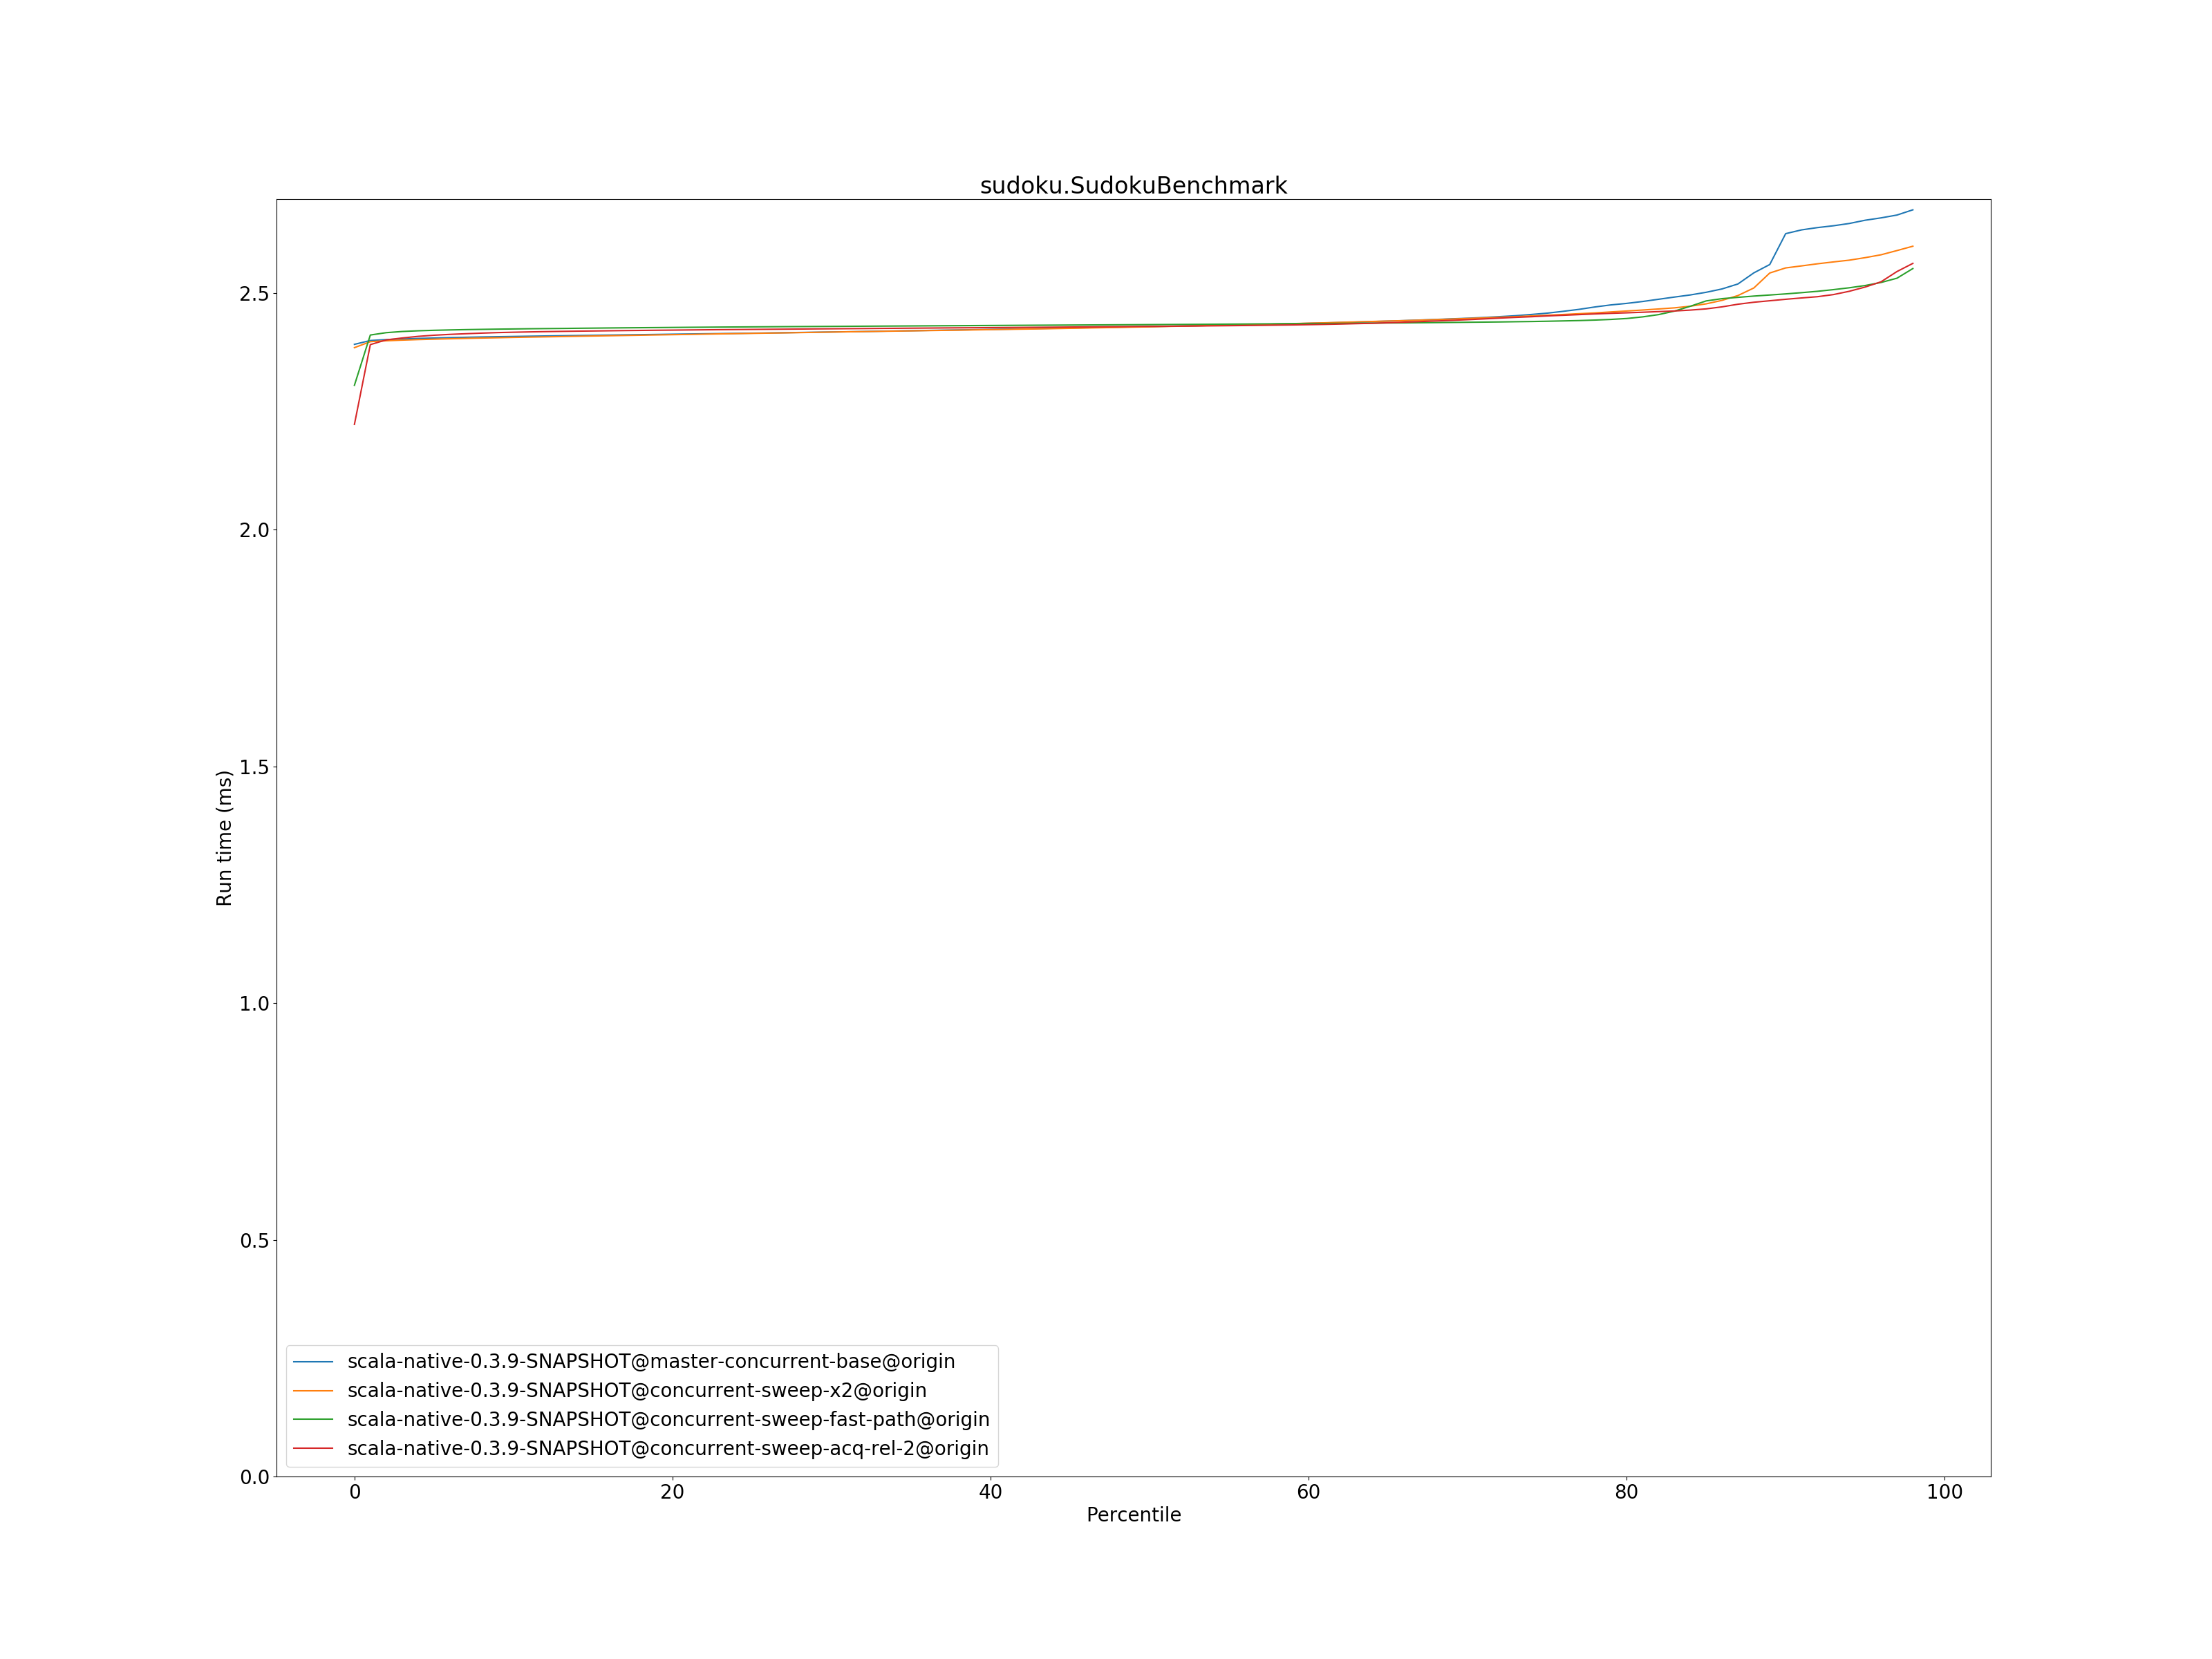 sudoku.SudokuBenchmark
Run time (ms)
2.5
2.0
1.5
1.0
0.5
0.0
scala-native-0.3.9-SNAPSHOT@master-concurrent-base@origin
scala-native-0.3.9-SNAPSHOT@concurrent-sweep-x2@origin
scala-native-0.3.9-SNAPSHOT@concurrent-sweep-fast-path@origin
scala-native-0.3.9-SNAPSHOT@concurrent-sweep-acq-rel-2@origin
0 20 40 60 80 100
Percentile